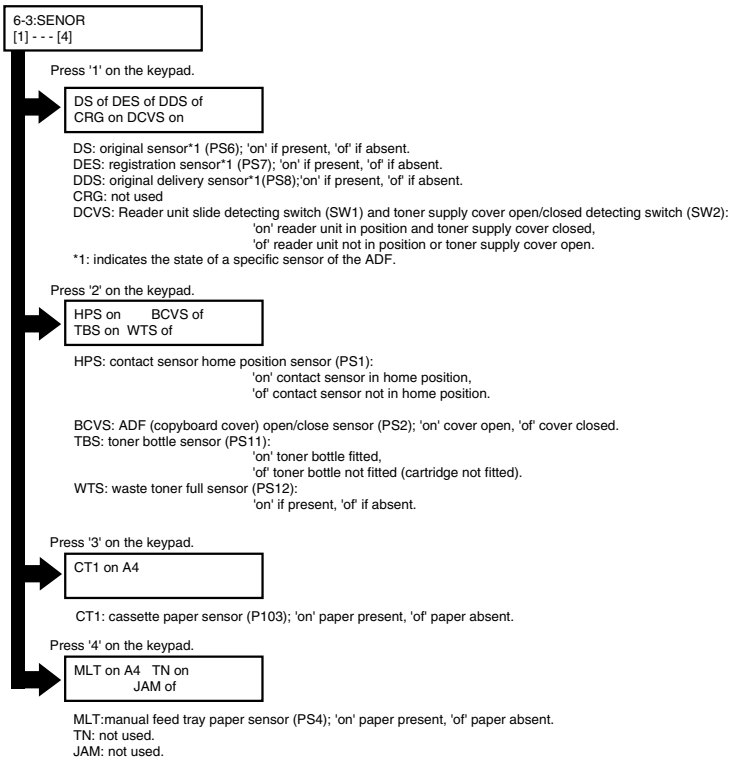 6-3:SENOR
[1] - - - [4]
Press '1' on the keypad.
DS of DES of DDS of
CRG on DCVS on
DS: original sensor*1 (PS6); 'on' if present, 'of' if absent.
DES: registration sensor*1 (PS7); 'on' if present, 'of' if absent.
DDS: original delivery sensor*1(PS8);'on' if present, 'of' if absent.
CRG: not used
DCVS: Reader unit slide detecting switch (SW1) and toner supply cover open/closed detecting switch (SW2):
'on' reader unit in position and toner supply cover closed,
'of' reader unit not in position or toner supply cover open.
*1: indicates the state of a specific sensor of the ADF.
Press '2' on the keypad.
HPS on BCVS of
TBS on WTS of
HPS: contact sensor home position sensor (PS1):
'on' contact sensor in home position,
'of' contact sensor not in home position.
BCVS: ADF (copyboard cover) open/close sensor (PS2); 'on' cover open, 'of' cover closed.
TBS: toner bottle sensor (PS11):
'on' toner bottle fitted,
'of' toner bottle not fitted (cartridge not fitted).
WTS: waste toner full sensor (PS12):
'on' if present, 'of' if absent.
Press '3' on the keypad.
CT1 on A4
CT1: cassette paper sensor (P103); 'on' paper present, 'of' paper absent.
Press '4' on the keypad.
MLT on A4 TN on
JAM of
MLT:manual feed tray paper sensor (PS4); 'on' paper present, 'of' paper absent.
TN: not used.
JAM: not used.